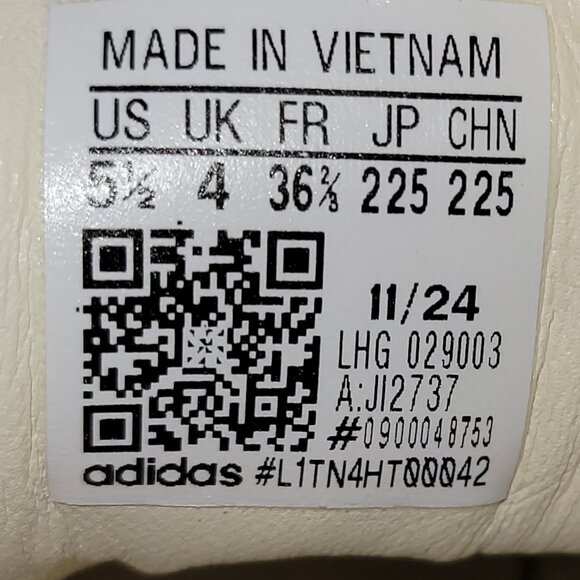 MADE IN VIETNAM
US UK FR JP CHN
5½ 4 36⅔ 225 225
11/24
LHG 029003
A:JI2737
#0900048753
adidas #L1TN4HT00042